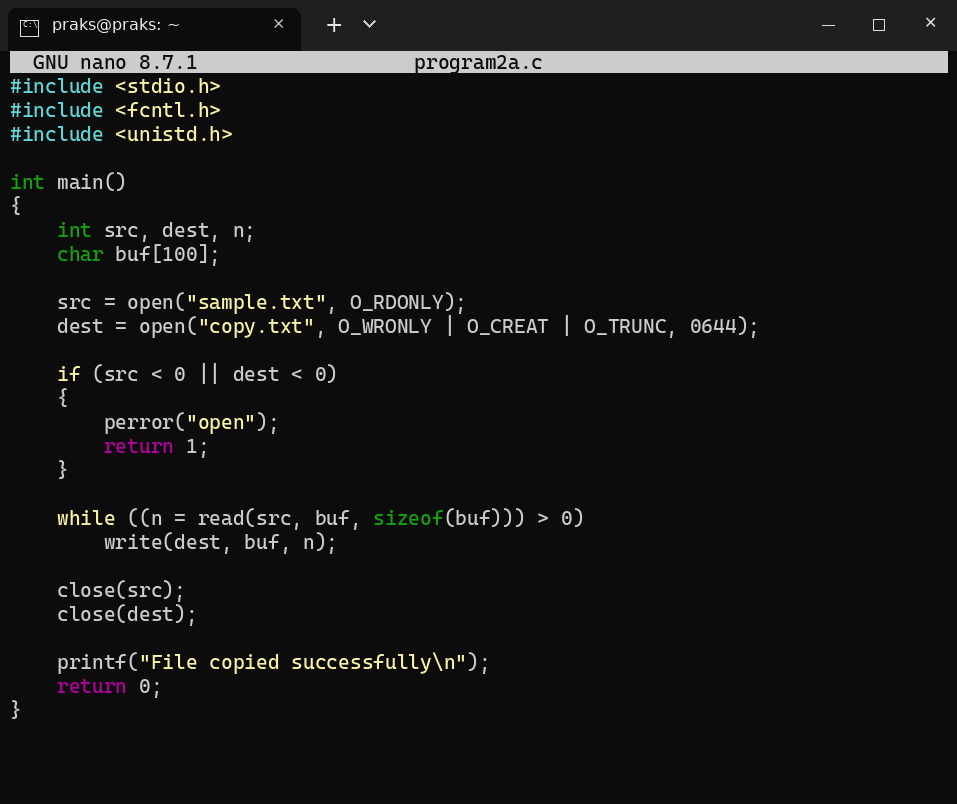 praks@praks: ~
GNU nano 8.7.1 program2a.c
#include <stdio.h>
#include <fcntl.h>
#include <unistd.h>

int main()
{
    int src, dest, n;
    char buf[100];

    src = open("sample.txt", O_RDONLY);
    dest = open("copy.txt", O_WRONLY | O_CREAT | O_TRUNC, 0644);

    if (src < 0 || dest < 0)
    {
        perror("open");
        return 1;
    }

    while ((n = read(src, buf, sizeof(buf))) > 0)
        write(dest, buf, n);

    close(src);
    close(dest);

    printf("File copied successfully\n");
    return 0;
}